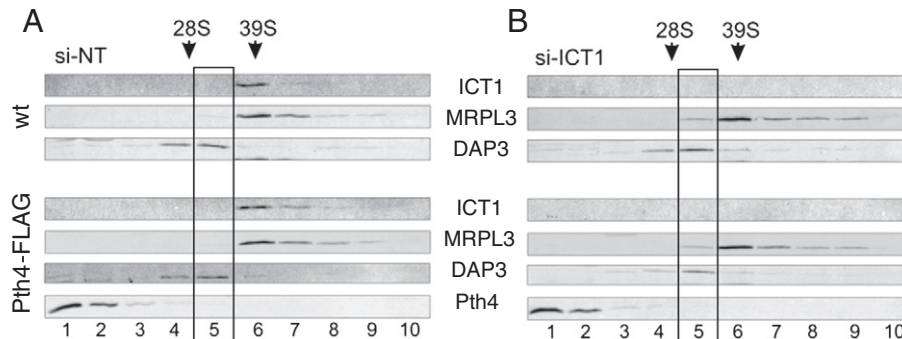 A
28S 39S
si-NT
wt
Pth4-FLAG
1 2 3 4 5 6 7 8 9 10
ICT1
MRPL3
DAP3
ICT1
MRPL3
DAP3
Pth4
B
28S 39S
si-ICT1
1 2 3 4 5 6 7 8 9 10